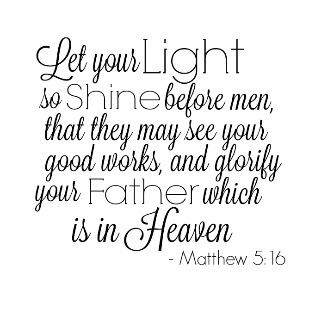 Let your Light
so Shine before men,
that they may see your
good works, and glorify
your Father which
is in Heaven
- Matthew 5:16